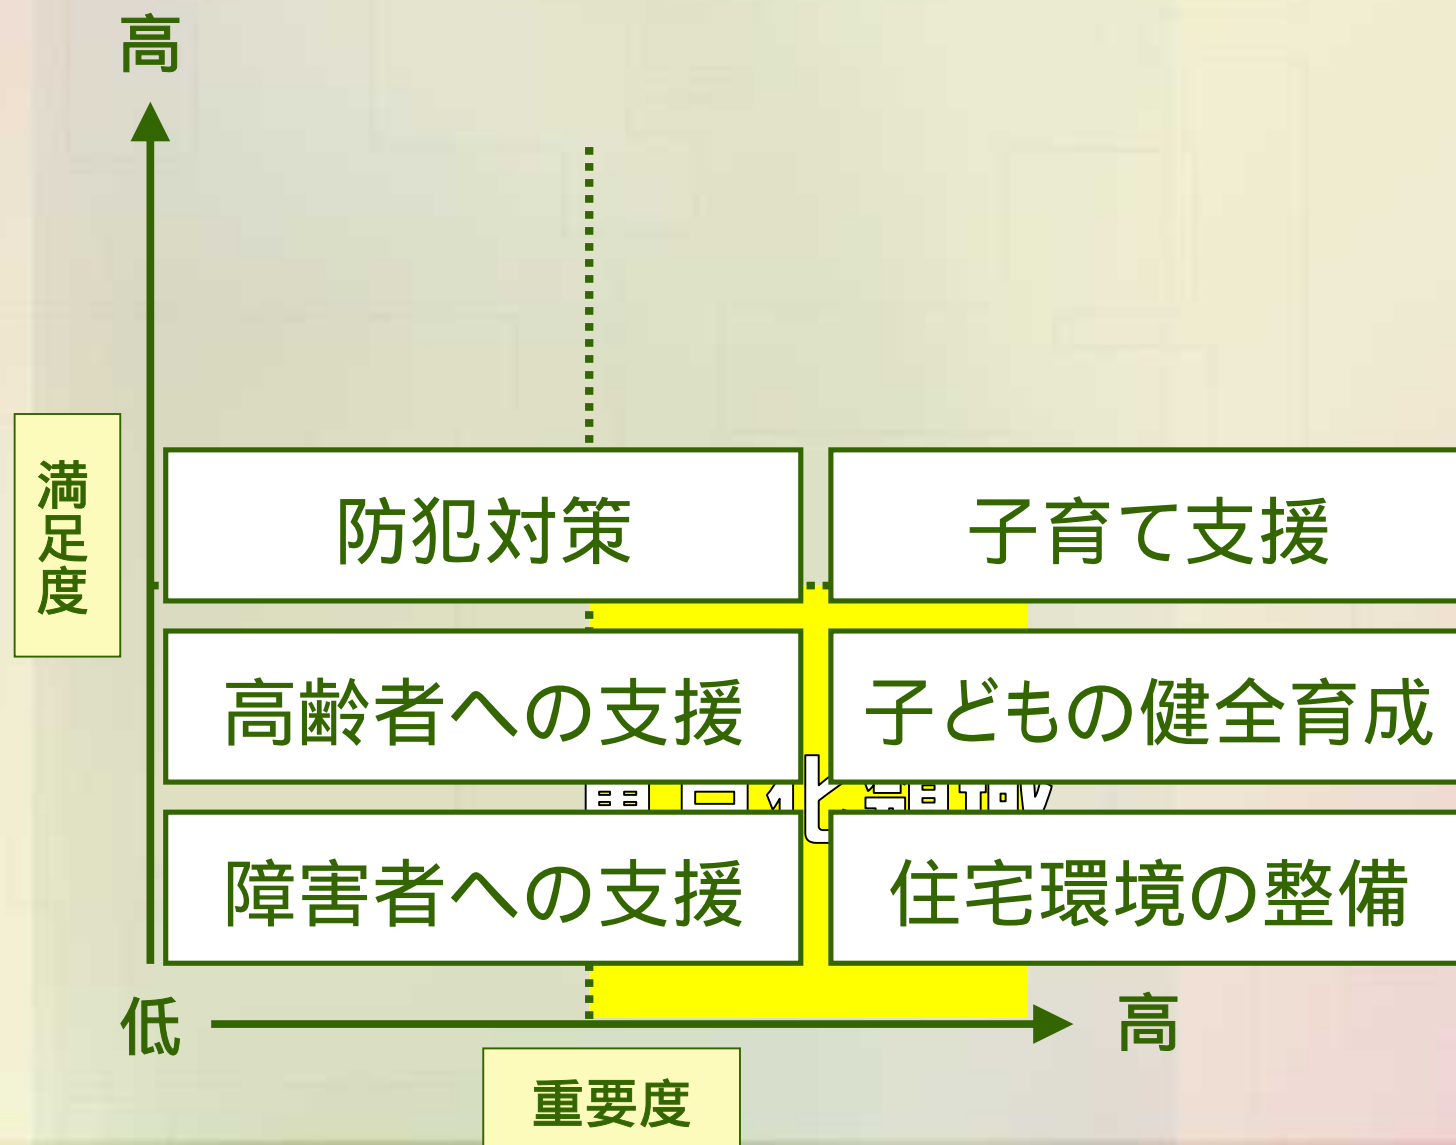 高
満足度
防犯対策
子育て支援
高齢者への支援
子どもの健全育成
障害者への支援
住宅環境の整備
低
高
重要度